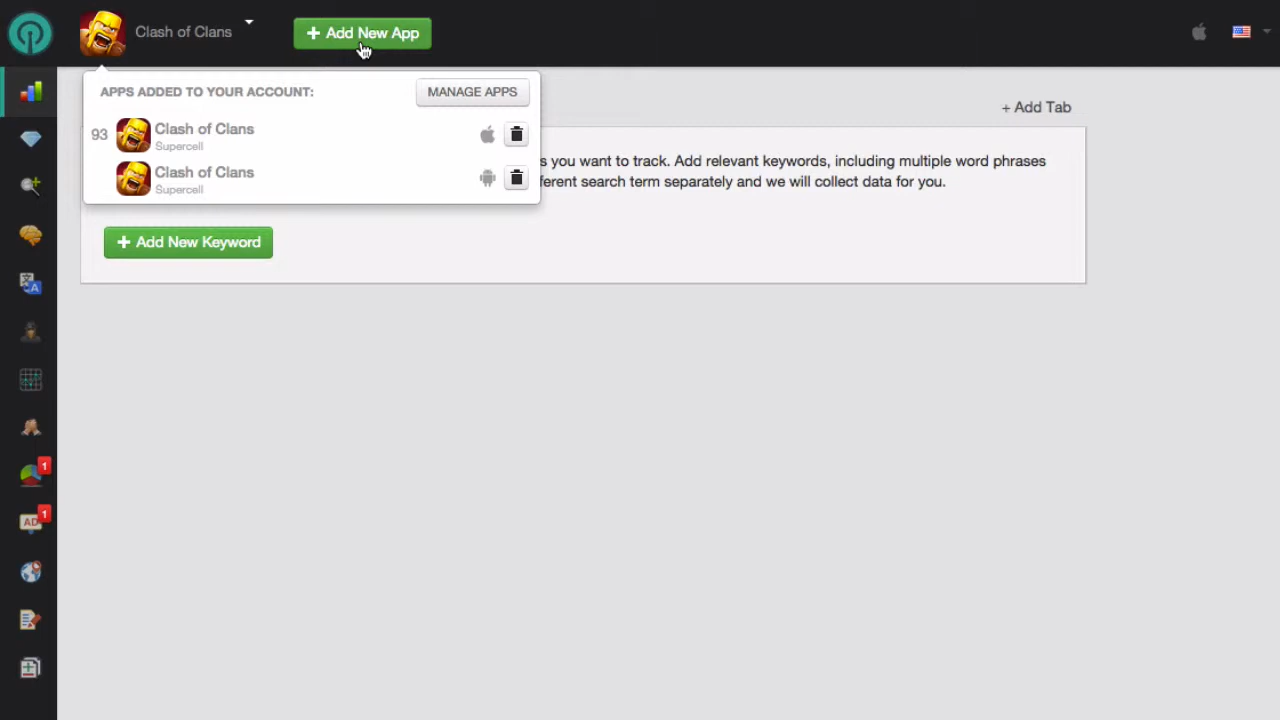 Clash of Clans
+ Add New App
APPS ADDED TO YOUR ACCOUNT:
MANAGE APPS
+ Add Tab
93
Clash of Clans
Supercell
Clash of Clans
Supercell
s you want to track. Add relevant keywords, including multiple word phrases
ferent search term separately and we will collect data for you.
+ Add New Keyword
A
1
1
AD